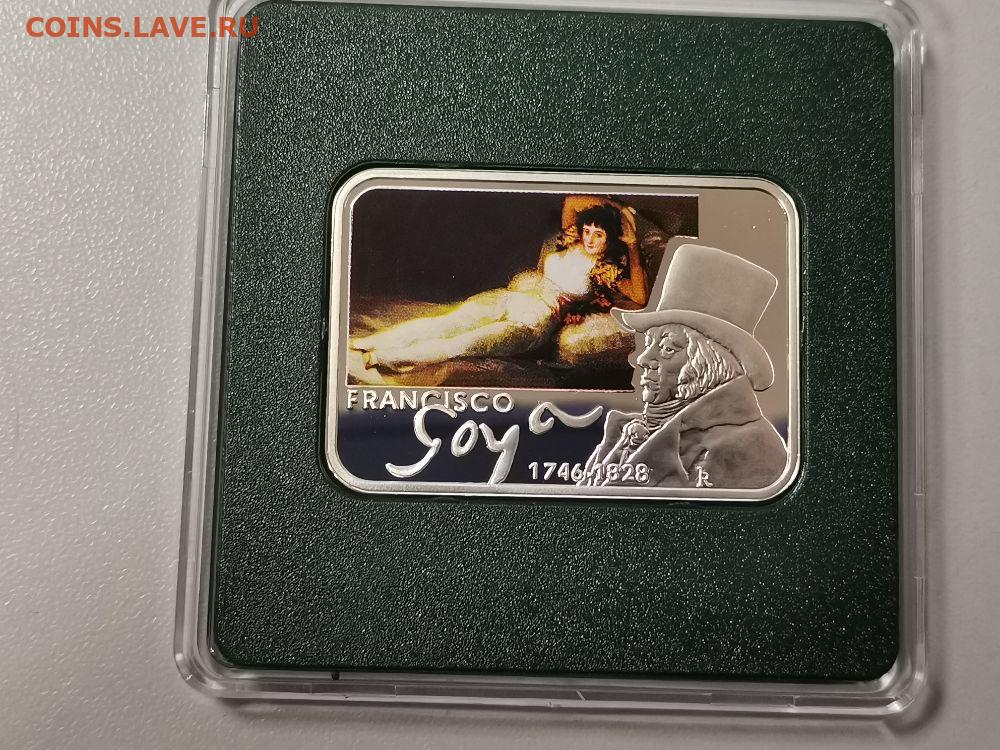 COINS.LAVE.RU
FRANCISCO
Goya
1746-1828